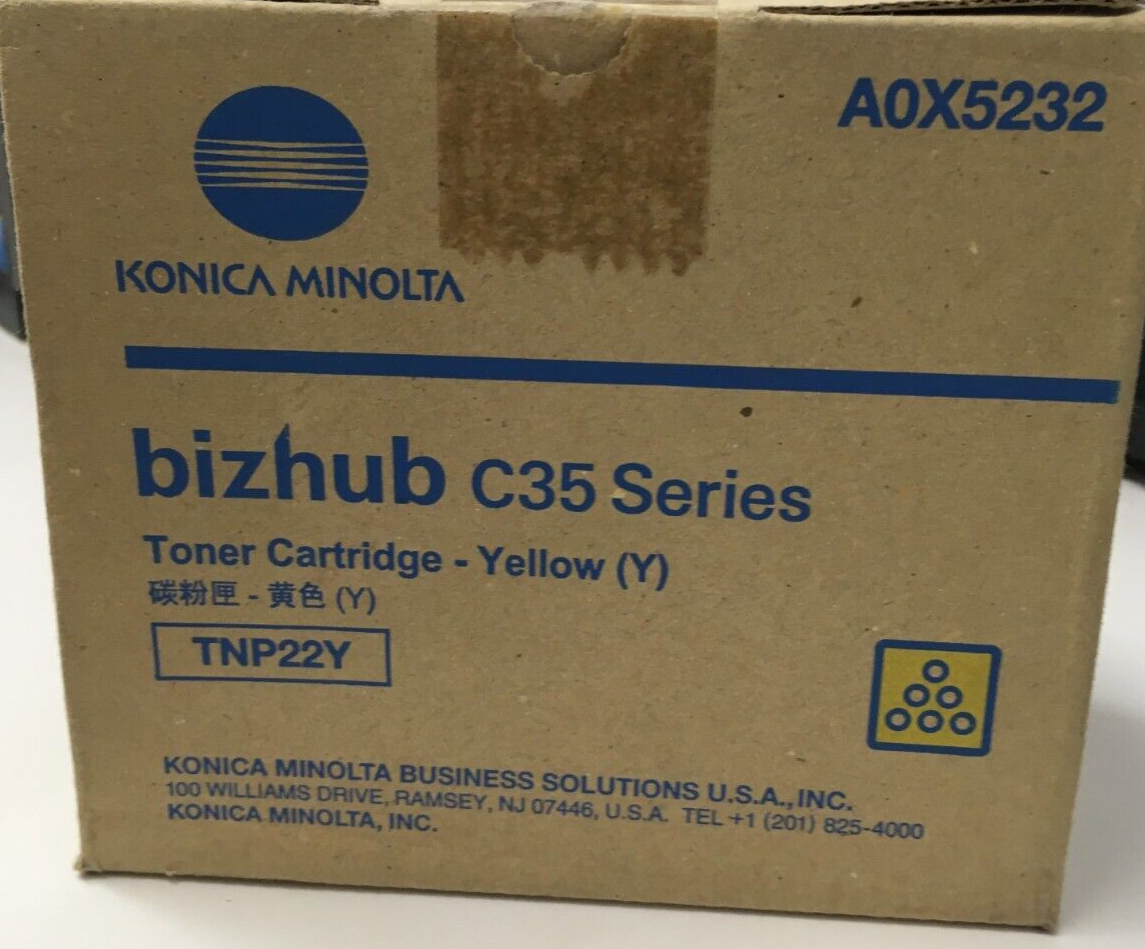 A0X5232
KONICA MINOLTA
bizhub C35 Series
Toner Cartridge - Yellow (Y)
碳粉匣 - 黄色 (Y)
TNP22Y
KONICA MINOLTA BUSINESS SOLUTIONS U.S.A.,INC.
100 WILLIAMS DRIVE, RAMSEY, NJ 07446, U.S.A. TEL +1 (201) 825-4000
KONICA MINOLTA, INC.